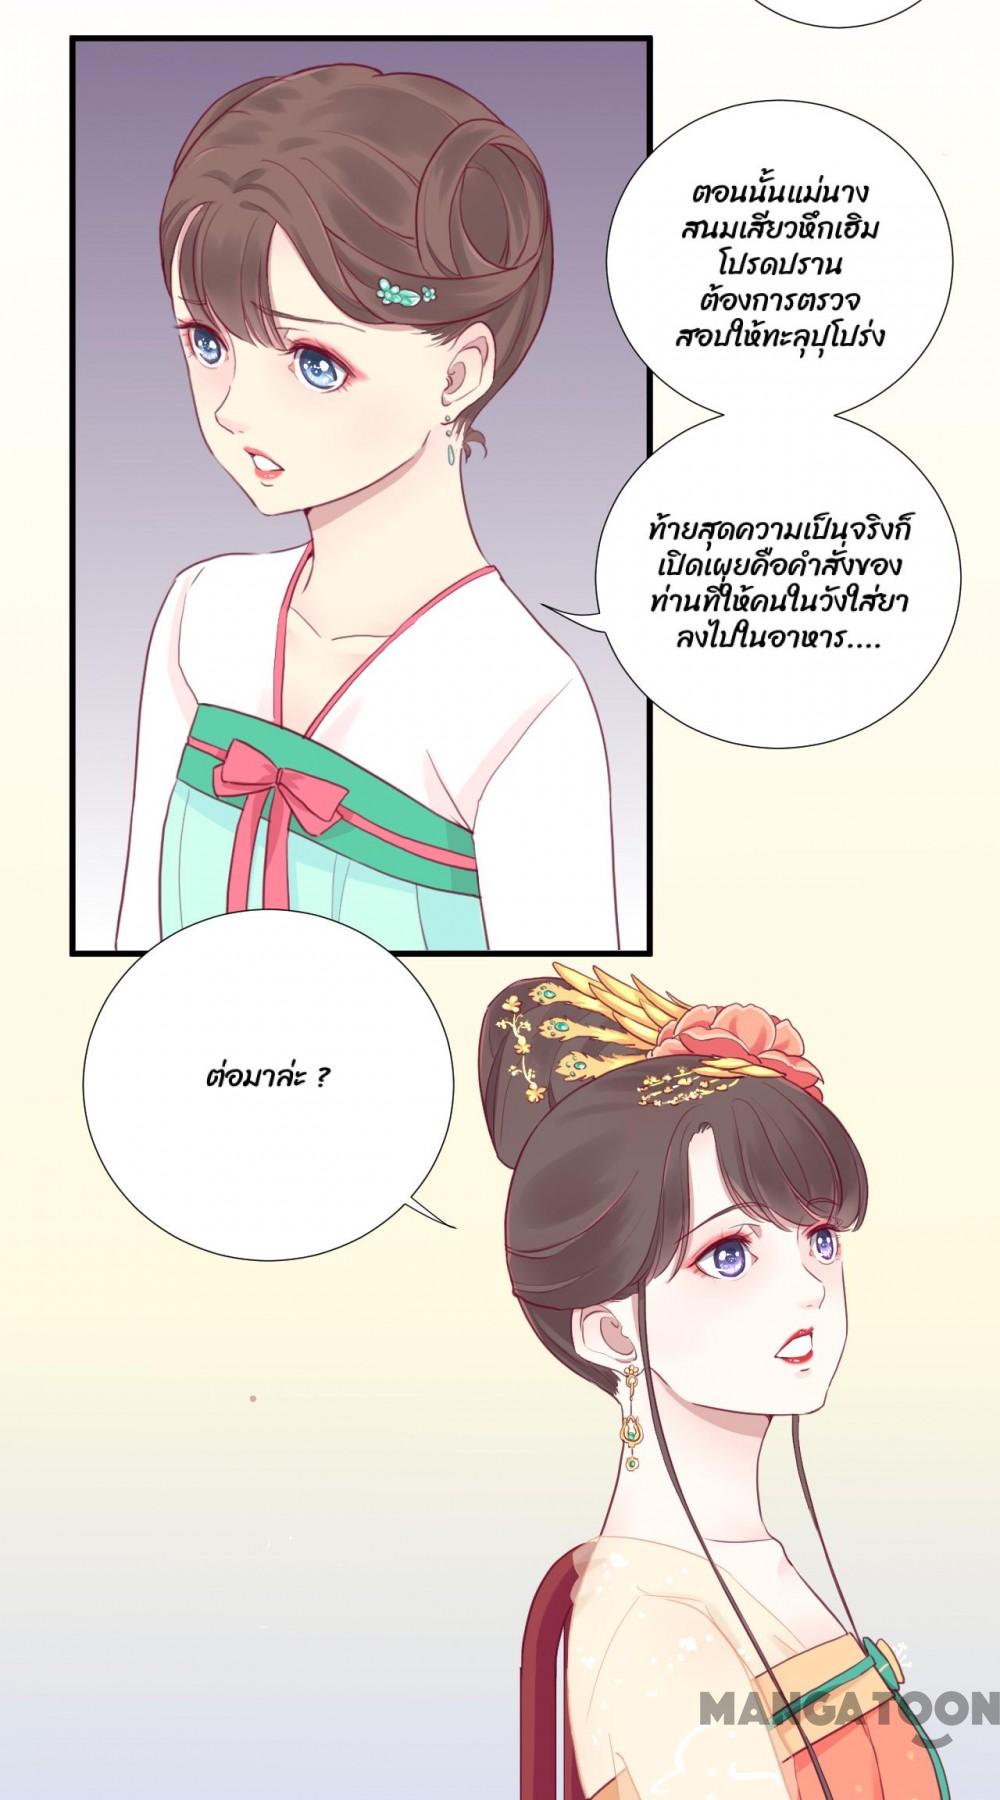 ตอนนั้นแม่นาง
สนมเสียวหึกเฮิม
โปรดปราน
ต้องการตรวจ
สอบให้ทะลุปุโปร่ง
ท้ายสุดความเป็นจริงก็
เปิดเผยคือคำสั่งของ
ท่านที่ให้คนในวังใส่ยา
ลงไปในอาหาร....
ต่อมาล่ะ ?
MANGATOON